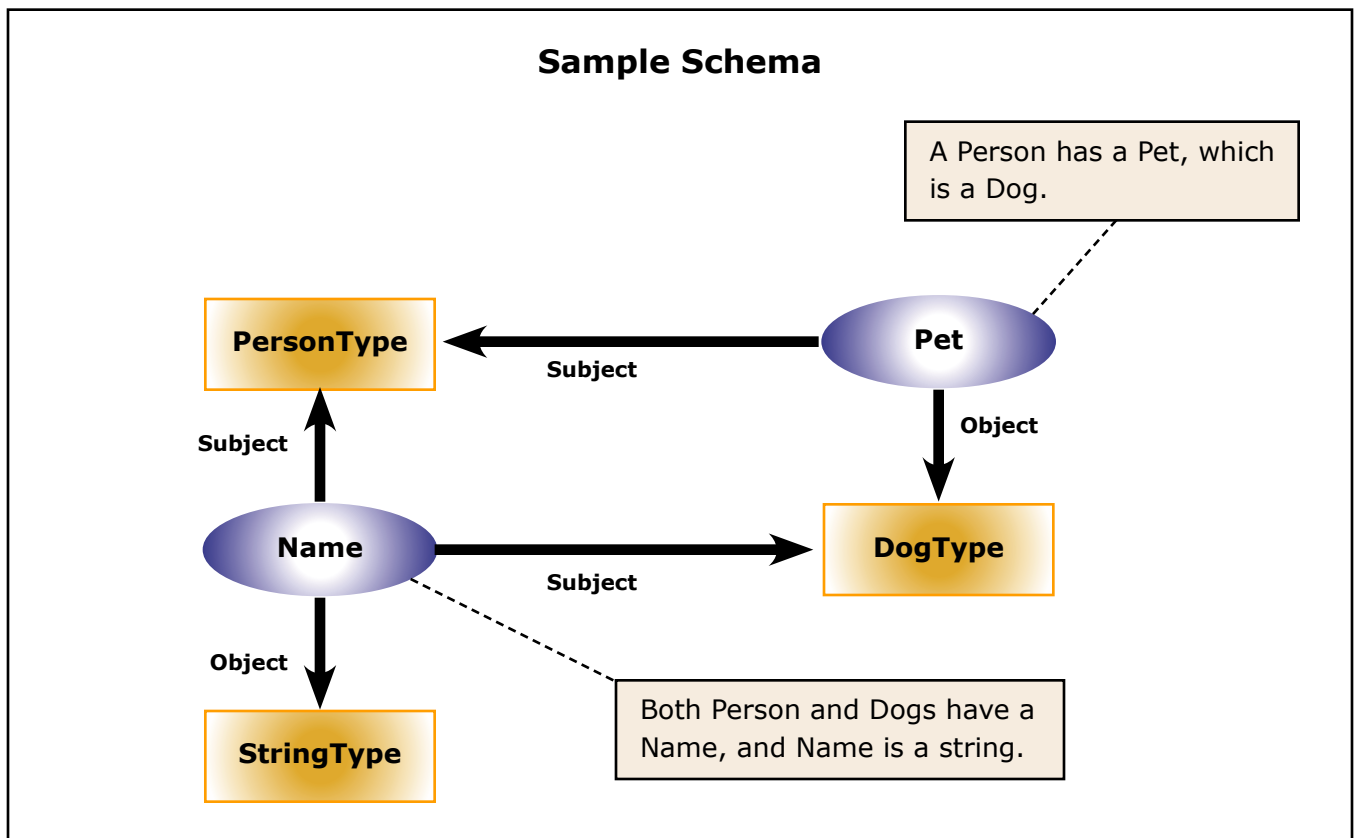 Sample Schema
A Person has a Pet, which
is a Dog.
PersonType
Pet
Subject
Subject
Object
Name
DogType
Subject
Object
Both Person and Dogs have a
Name, and Name is a string.
StringType